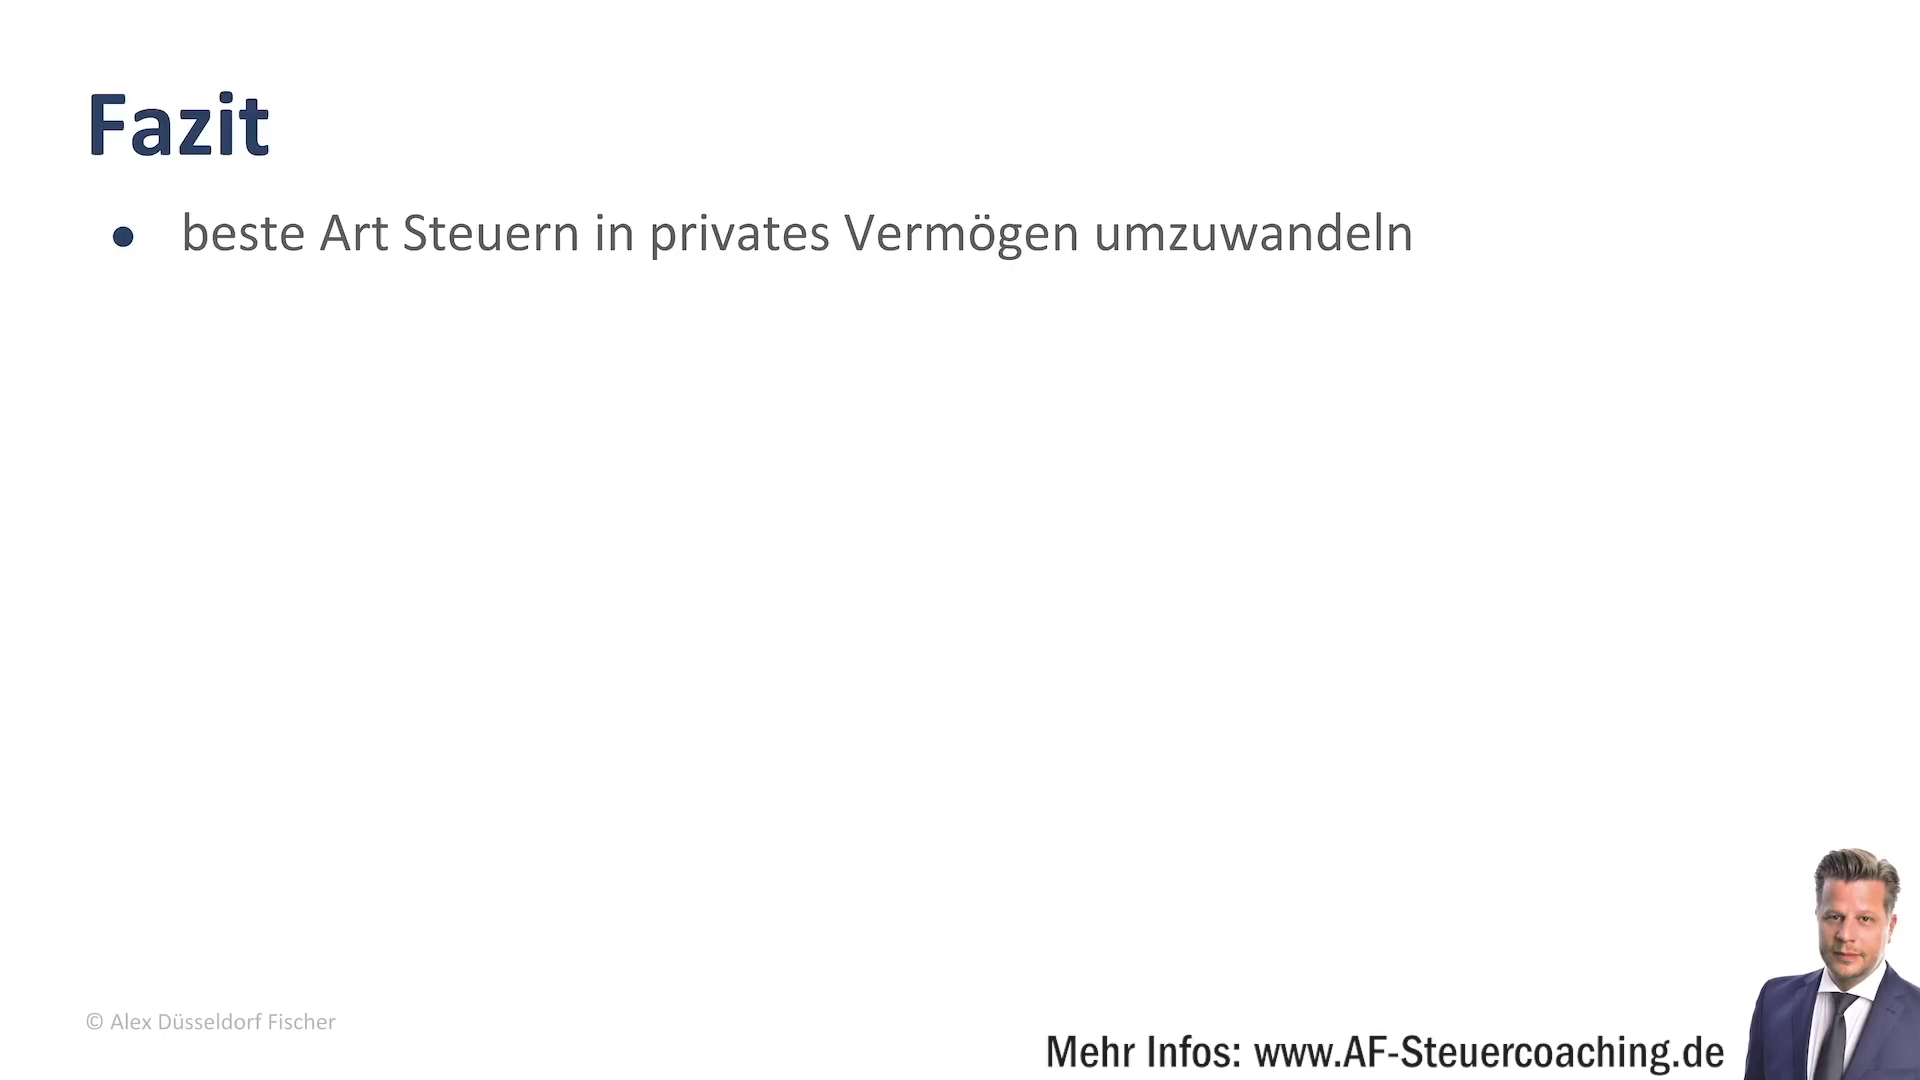 Fazit
● beste Art Steuern in privates Vermögen umzuwandeln
© Alex Düsseldorf Fischer
Mehr Infos: www.AF-Steuercoaching.de